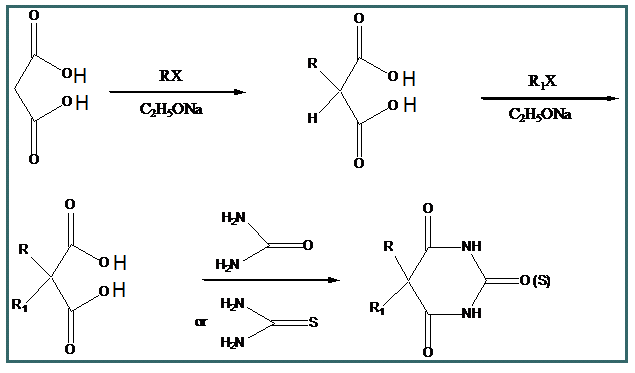 O
OH
OH
O
RX
C₂H₅ONa
O
R
OH
H
OH
O
R₁X
C₂H₅ONa
O
R
OH
R₁
OH
O
H₂N
O
H₂N
or
H₂N
S
H₂N
O
R
NH
O(S)
R₁
NH
O